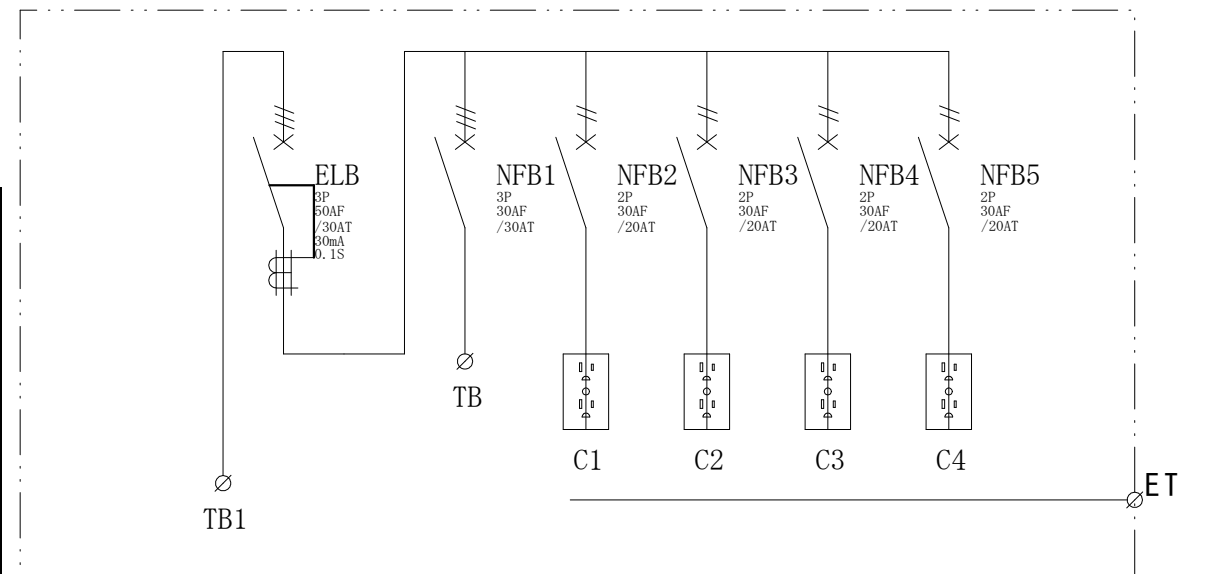 ELB
3P
50AF
/30AT
30mA
0.1S
NFB1
3P
30AF
/30AT
NFB2
2P
30AF
/20AT
NFB3
2P
30AF
/20AT
NFB4
2P
30AF
/20AT
NFB5
2P
30AF
/20AT
TB
C1
C2
C3
C4
TB1
ET